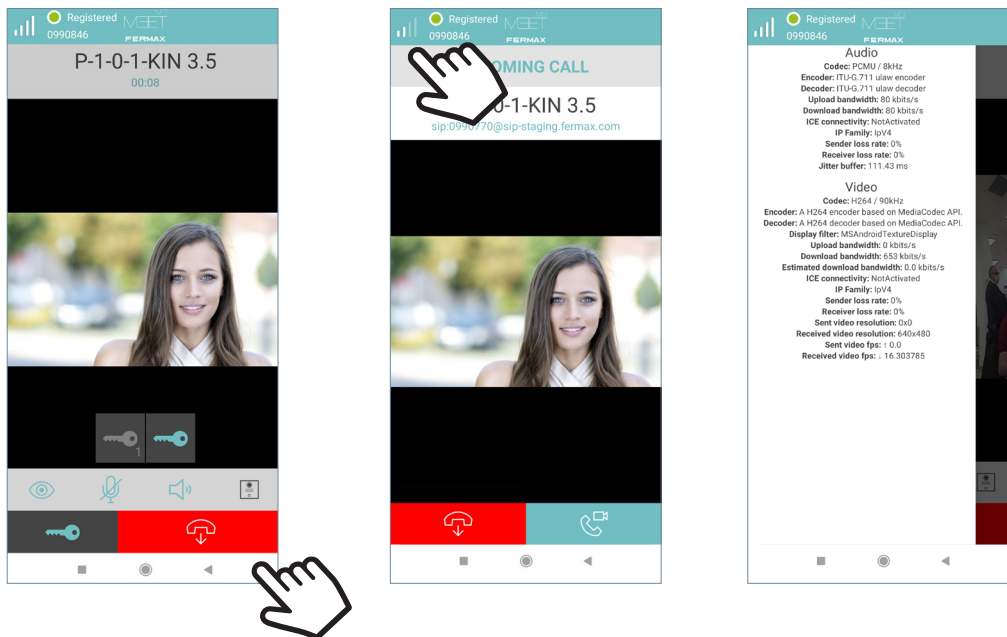 Registered
0990846
MEET
FERMAX
P-1-0-1-KIN 3.5
00:08
1
Registered
0990846
MEET
FERMAX
OMING CALL
0-1-KIN 3.5
sip:0990770@sip-staging.fermax.com
Registered
0990846
MEET
FERMAX
Audio
Codec: PCMU / 8kHz
Encoder: ITU-G.711 ulaw encoder
Decoder: ITU-G.711 ulaw decoder
Upload bandwidth: 80 kbits/s
Download bandwidth: 80 kbits/s
ICE connectivity: NotActivated
IP Family: IpV4
Sender loss rate: 0%
Receiver loss rate: 0%
Jitter buffer: 111.43 ms
Video
Codec: H264 / 90kHz
Encoder: A H264 encoder based on MediaCodec API.
Decoder: A H264 decoder based on MediaCodec API.
Display filter: MSAndroidTextureDisplay
Upload bandwidth: 0 kbits/s
Download bandwidth: 653 kbits/s
Estimated download bandwidth: 0.0 kbits/s
ICE connectivity: NotActivated
IP Family: IpV4
Sender loss rate: 0%
Receiver loss rate: 0%
Sent video resolution: 0x0
Received video resolution: 640x480
Sent video fps: ↑ 0.0
Received video fps: ↓ 16.303785